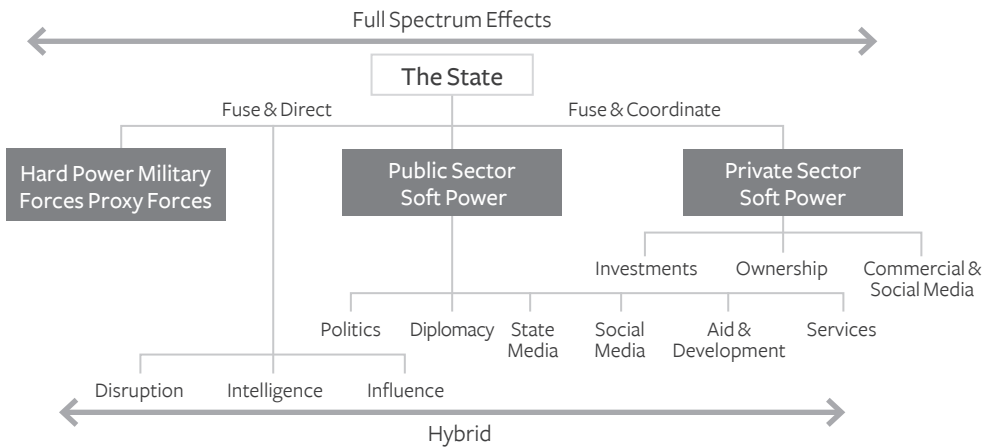 Full Spectrum Effects
The State
Fuse & Direct
Fuse & Coordinate
Hard Power Military
Forces Proxy Forces
Public Sector
Soft Power
Private Sector
Soft Power
Investments
Ownership
Commercial &
Social Media
Politics
Diplomacy
State
Media
Social
Media
Aid &
Development
Services
Disruption
Intelligence
Influence
Hybrid